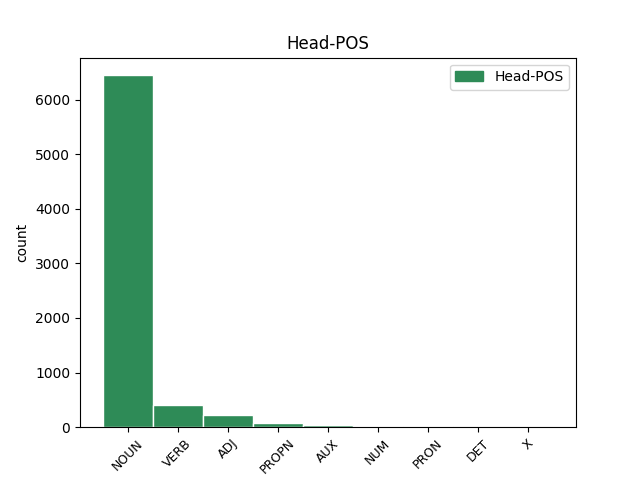 Head-POS
Head-POS
count
6000
5000
4000
3000
2000
1000
0
NOUN VERB ADJ PROPN AUX NUM PRON DET X